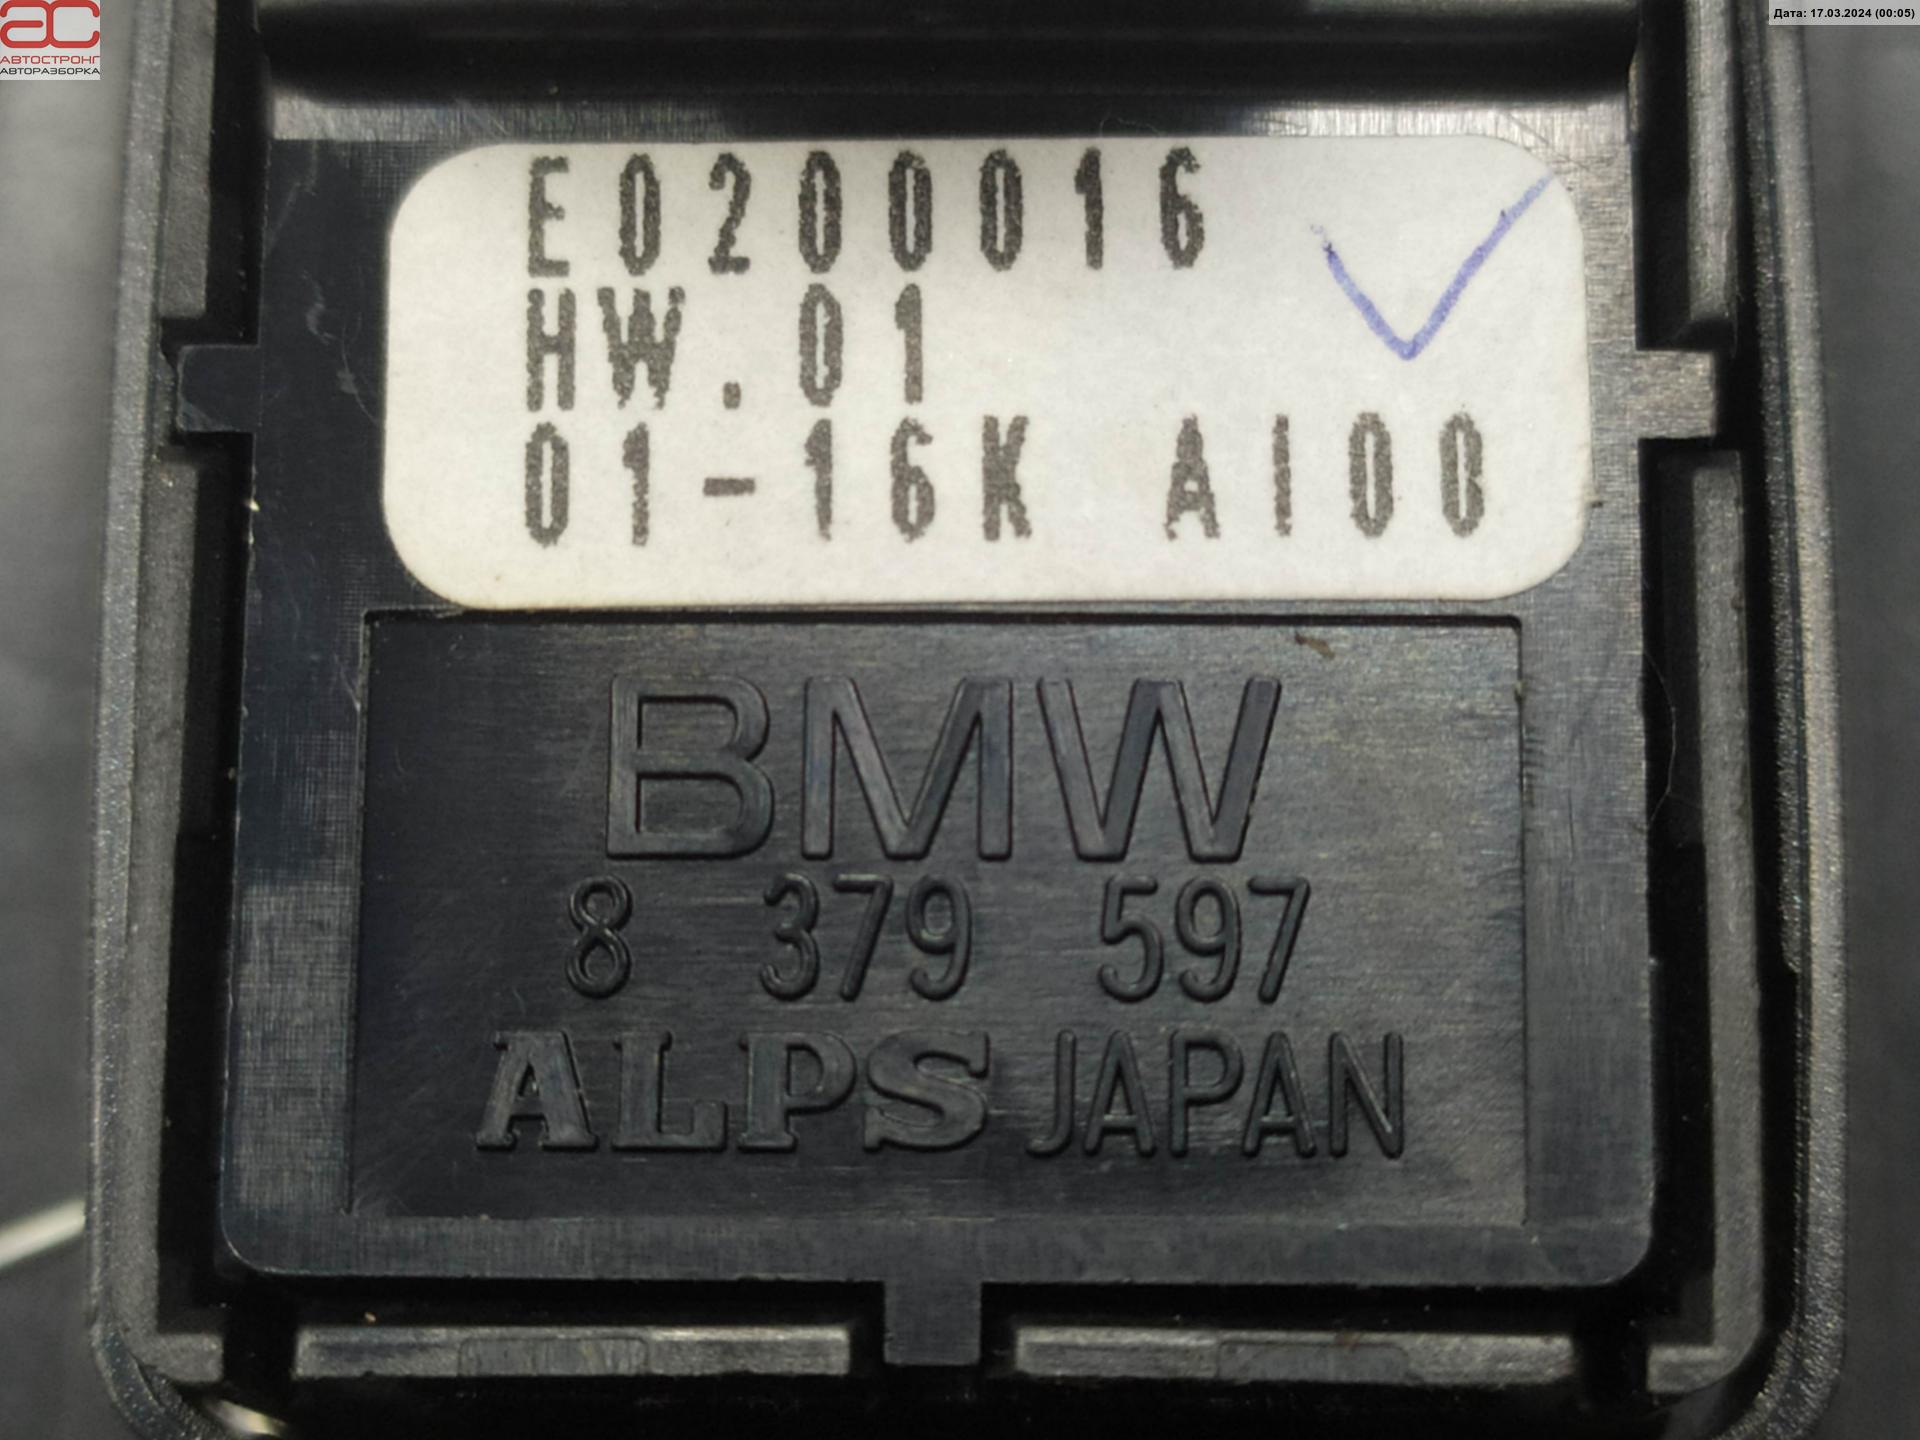 ac
АВТОСТРОНГ
АВТОРАЗБОРКА
Дата: 17.03.2024 (00:05)
E0200016
HW.01
01-16K AI00
BMW
8 379 597
ALPS JAPAN